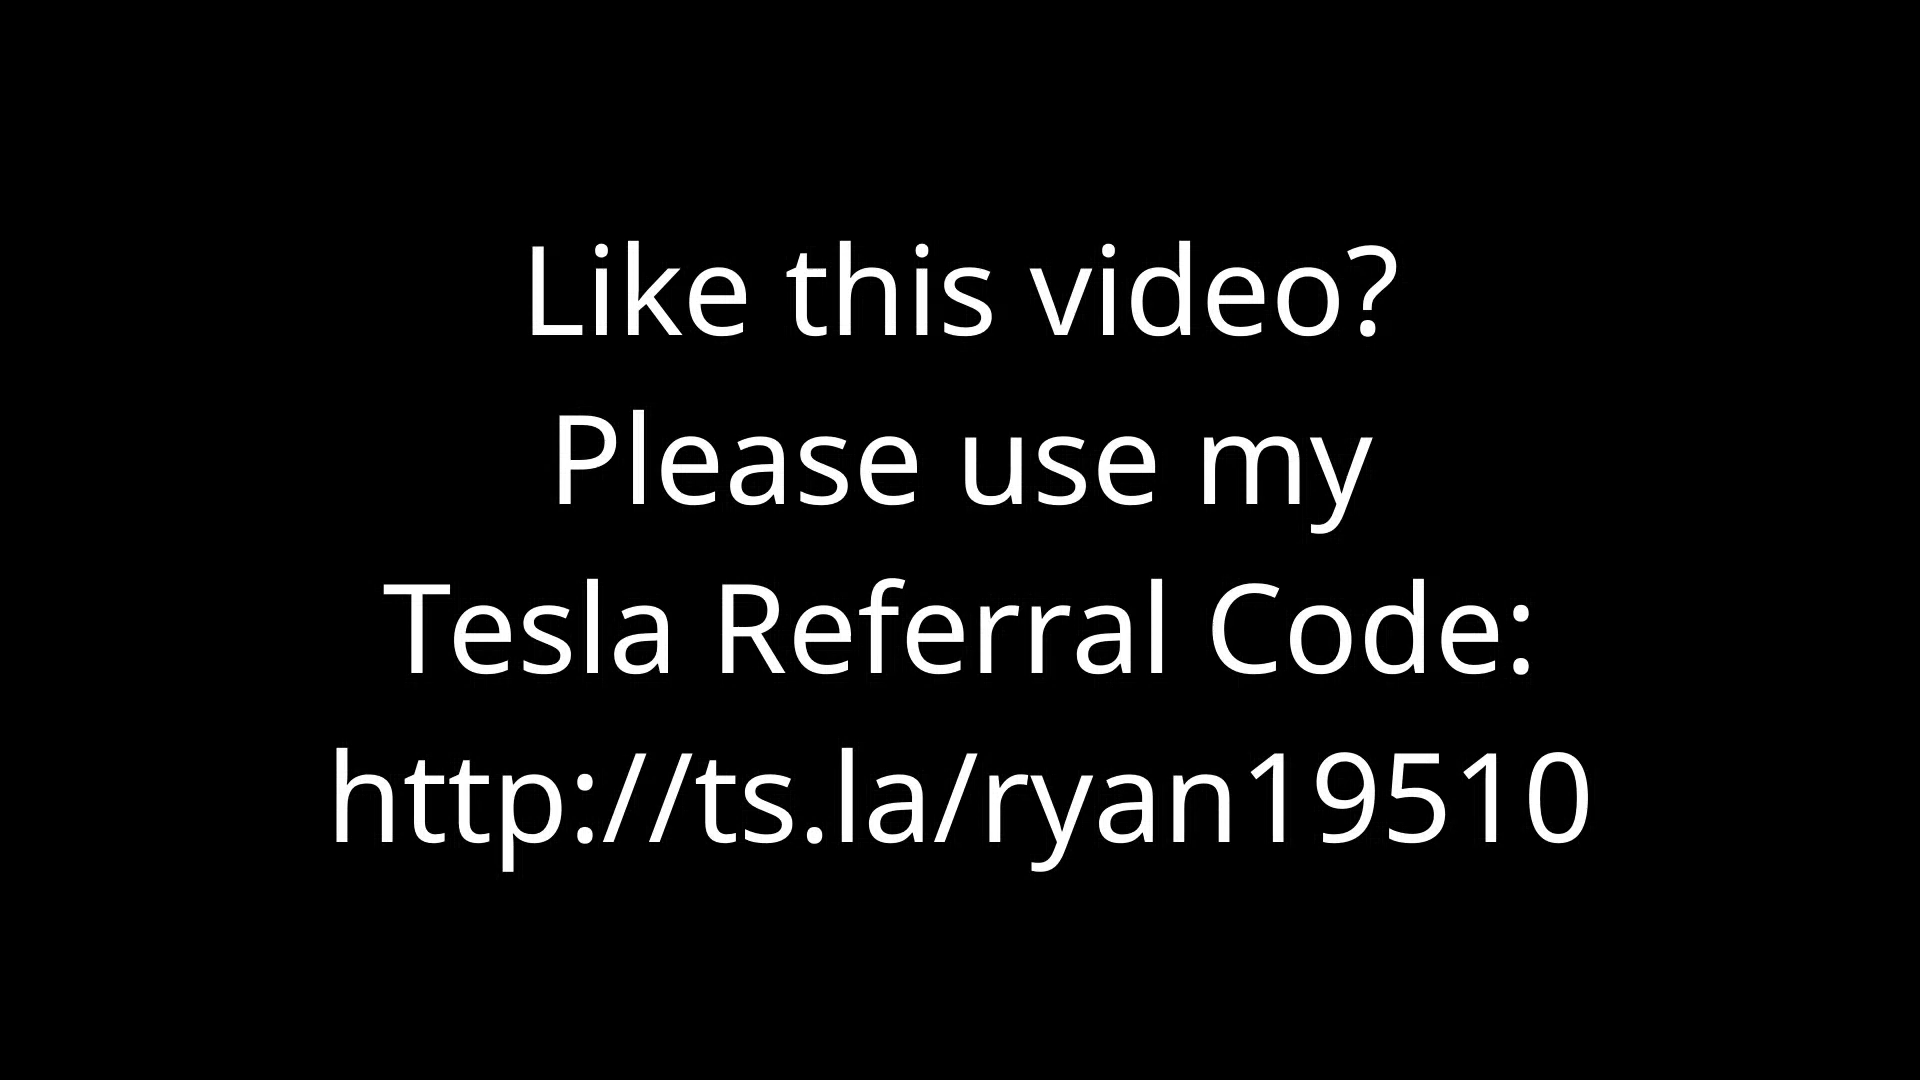 Like this video?
Please use my
Tesla Referral Code:
http://ts.la/ryan19510